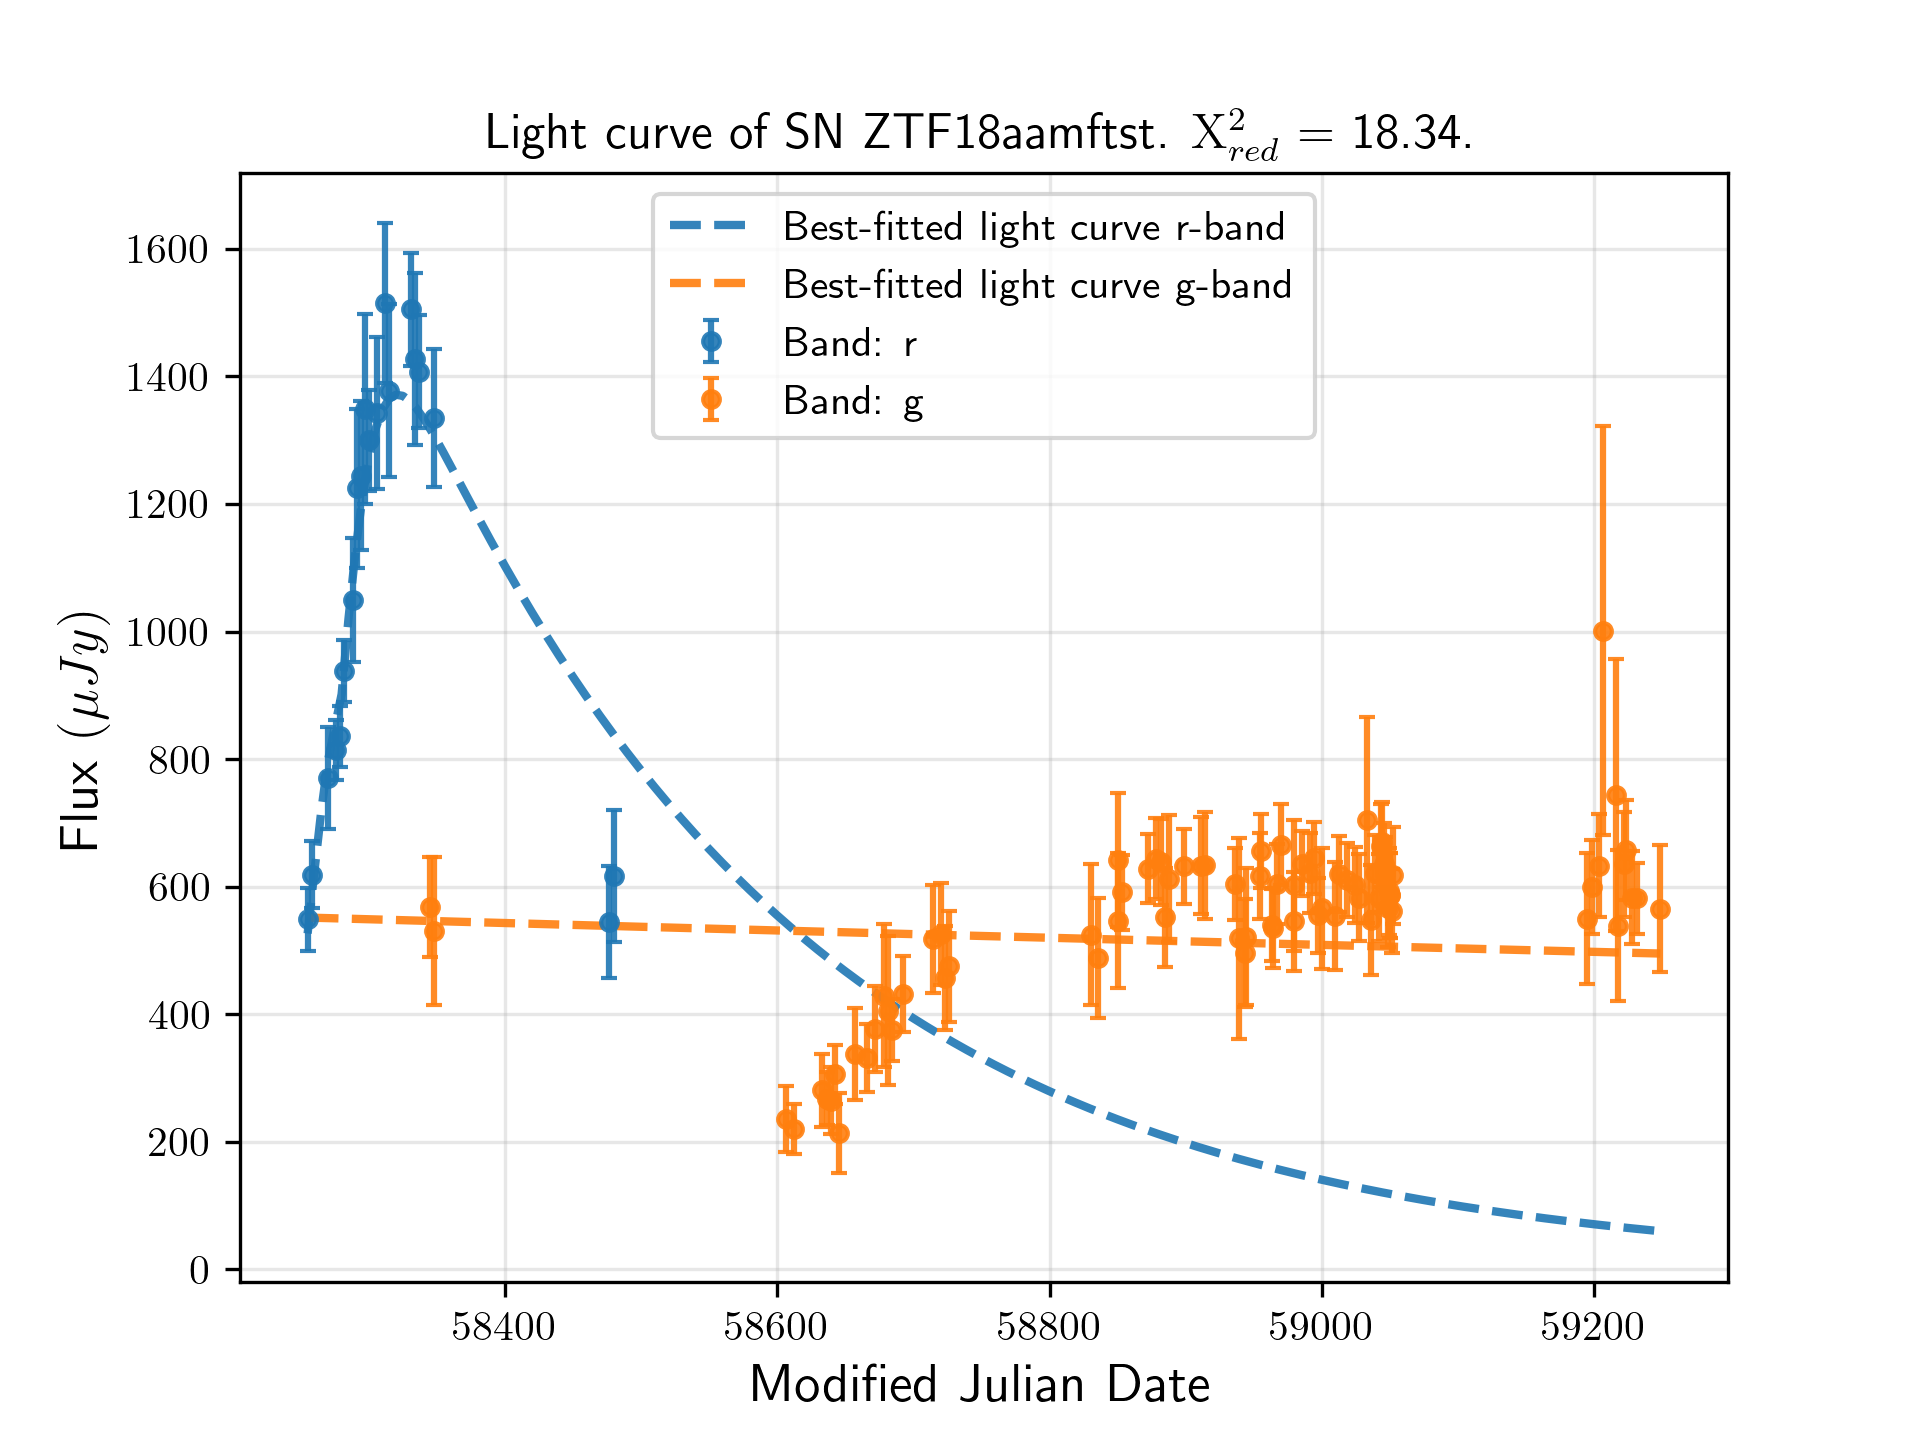 Light curve of SN ZTF18aamftst. X²_red = 18.34.
Best-fitted light curve r-band
Best-fitted light curve g-band
Band: r
Band: g
1600
1400
1200
1000
800
600
400
200
0
Flux (μJy)
58400 58600 58800 59000 59200
Modified Julian Date